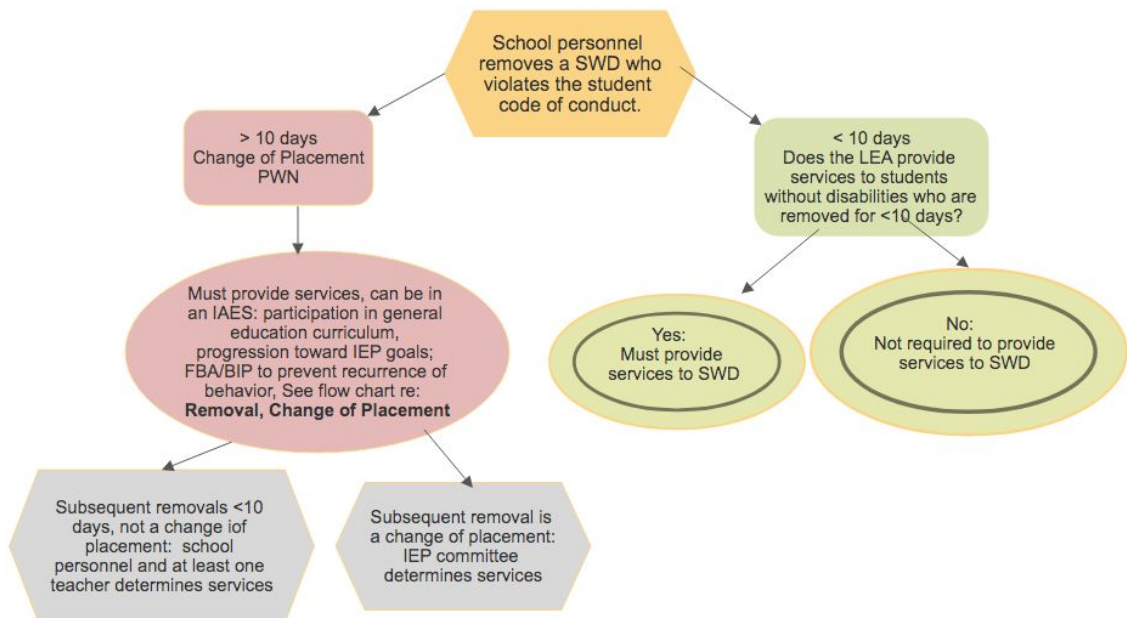 School personnel
removes a SWD who
violates the student
code of conduct.
> 10 days
Change of Placement
PWN
< 10 days
Does the LEA provide
services to students
without disabilities who are
removed for <10 days?
Must provide services, can be in
an IAES: participation in general
education curriculum,
progression toward IEP goals;
FBA/BIP to prevent recurrence of
behavior, See flow chart re:
Removal, Change of Placement
Yes:
Must provide
services to SWD
No:
Not required to provide
services to SWD
Subsequent removals <10
days, not a change iof
placement: school
personnel and at least one
teacher determines services
Subsequent removal is
a change of placement:
IEP committee
determines services